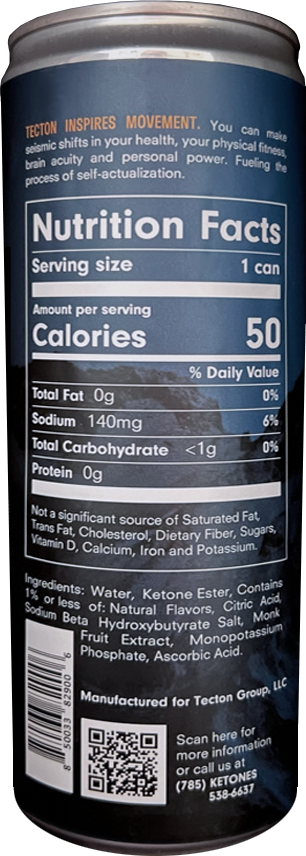 TECTON INSPIRES MOVEMENT. You can make
seismic shifts in your health, your physical fitness,
brain acuity and personal power. Fueling the
process of self-actualization.
Nutrition Facts
Serving size 1 can
Amount per serving
Calories 50
% Daily Value
Total Fat 0g 0%
Sodium 140mg 6%
Total Carbohydrate <1g 0%
Protein 0g
Not a significant source of Saturated Fat,
Trans Fat, Cholesterol, Dietary Fiber, Sugars,
Vitamin D, Calcium, Iron and Potassium.
Ingredients: Water, Ketone Ester, Contains
1% or less of: Natural Flavors, Citric Acid,
Sodium Beta Hydroxybutyrate Salt, Monk
Fruit Extract, Monopotassium
Phosphate, Ascorbic Acid.
8 50033 82900 6
Manufactured for Tecton Group, LLC
Scan here for
more information
or call us at
(785) KETONES
538-6637